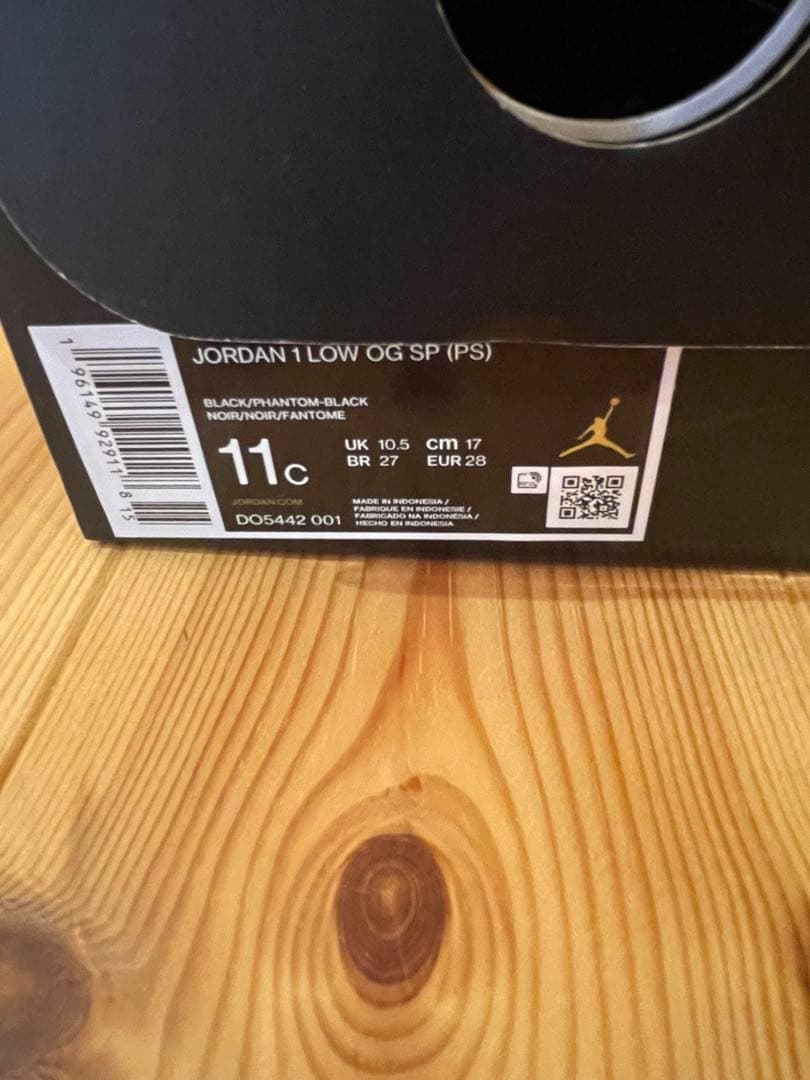 JORDAN 1 LOW OG SP (PS)
BLACK/PHANTOM-BLACK
NOIR/NOIR/FANTOME
11C
UK 10.5 cm 17
BR 27 EUR 28
JORDAN.COM
DO5442 001
MADE IN INDONESIA /
FABRIQUE EN INDONESIE /
FABRICADO NA INDONÉSIA /
HECHO EN INDONESIA
1 96149 92911 815